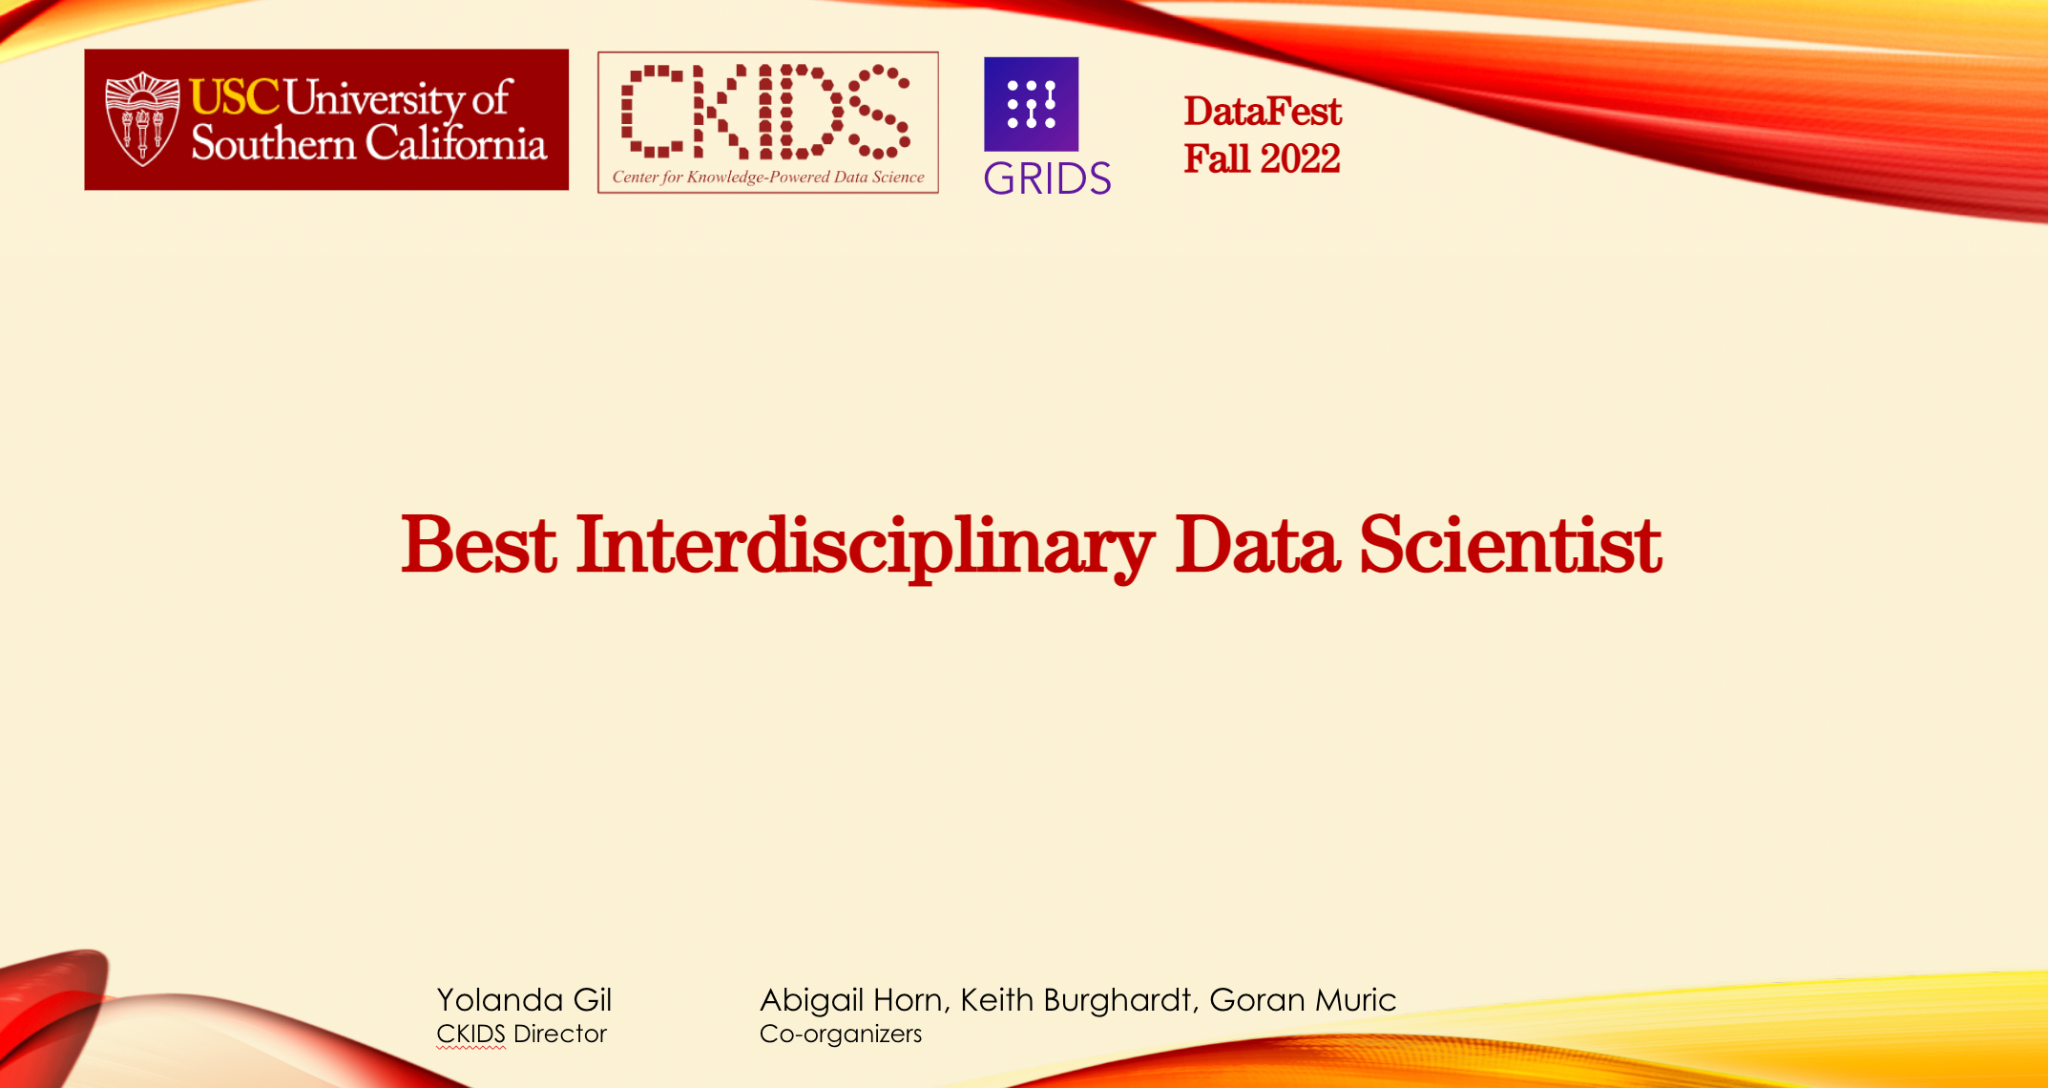 USC University of
Southern California
CKIDS
Center for Knowledge-Powered Data Science
GRIDS
DataFest
Fall 2022
Best Interdisciplinary Data Scientist
Yolanda Gil
CKIDS Director
Abigail Horn, Keith Burghardt, Goran Muric
Co-organizers